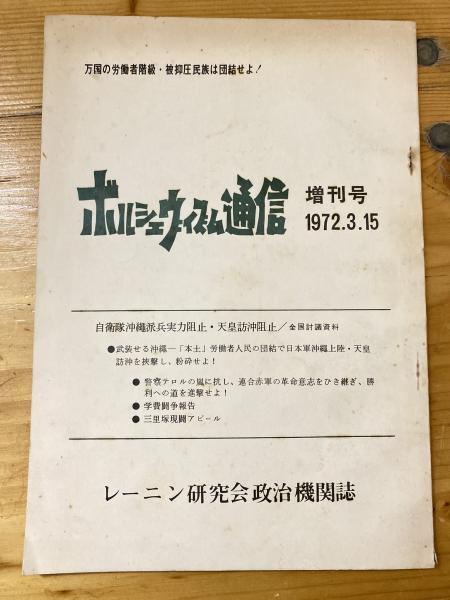 万国の労働者階級・被抑圧民族は団結せよ!
ボルシェヴィズム通信
増刊号
1972.3.15
自衛隊沖縄派兵実力阻止・天皇訪沖阻止/全国討議資料
●武装せる沖縄―「本土」労働者人民の団結で日本軍沖縄上陸・天皇
訪沖を挟撃し、粉砕せよ!
● 警察テロルの嵐に抗し、連合赤軍の革命意志をひき継ぎ、勝
利への道を進撃せよ!
● 学費闘争報告
● 三里塚現闘アピール
レーニン研究会政治機関誌